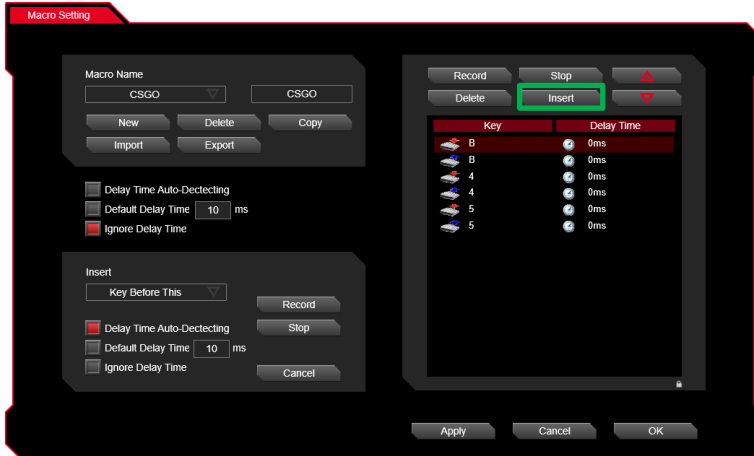 Macro Setting
Macro Name
CSGO
CSGO
New Delete Copy
Import Export
Delay Time Auto-Dectecting
Default Delay Time 10 ms
Ignore Delay Time
Insert
Key Before This
Record
Delay Time Auto-Dectecting
Stop
Default Delay Time 10 ms
Ignore Delay Time
Cancel
Record Stop
Delete Insert
Key Delay Time
B 0ms
B 0ms
4 0ms
4 0ms
5 0ms
5 0ms
Apply Cancel OK